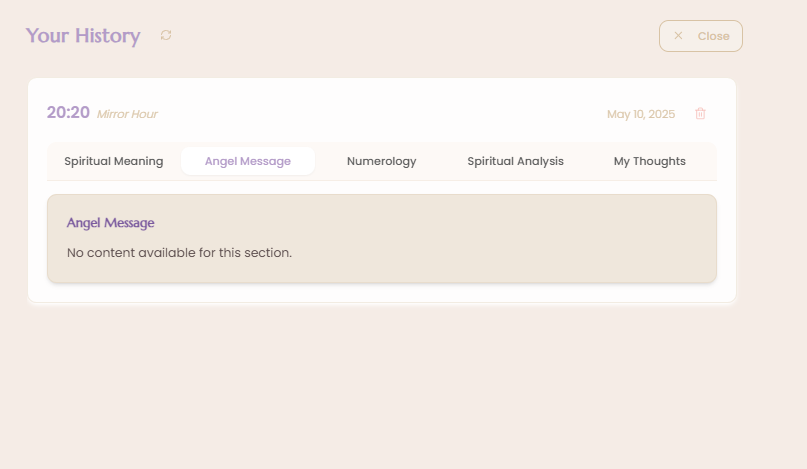 Your History
Close
20:20 Mirror Hour
May 10, 2025
Spiritual Meaning
Angel Message
Numerology
Spiritual Analysis
My Thoughts
Angel Message
No content available for this section.